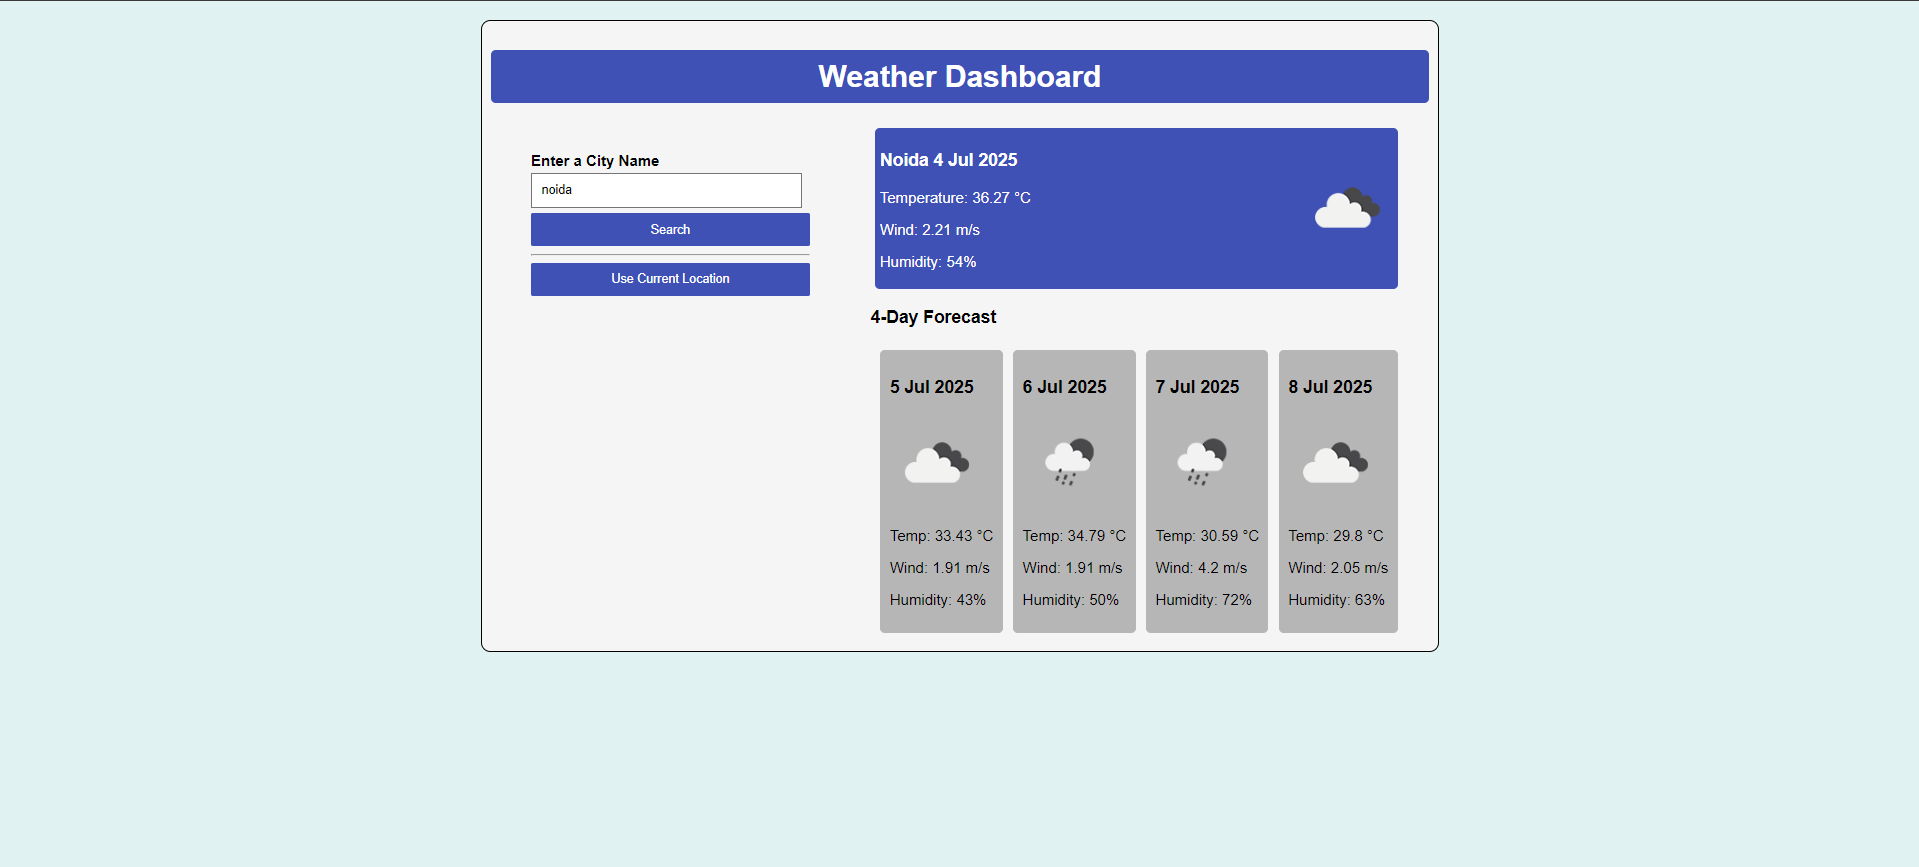 Weather Dashboard
Enter a City Name
noida
Search
Use Current Location
Noida 4 Jul 2025
Temperature: 36.27 °C
Wind: 2.21 m/s
Humidity: 54%
4-Day Forecast
5 Jul 2025
Temp: 33.43 °C
Wind: 1.91 m/s
Humidity: 43%
6 Jul 2025
Temp: 34.79 °C
Wind: 1.91 m/s
Humidity: 50%
7 Jul 2025
Temp: 30.59 °C
Wind: 4.2 m/s
Humidity: 72%
8 Jul 2025
Temp: 29.8 °C
Wind: 2.05 m/s
Humidity: 63%